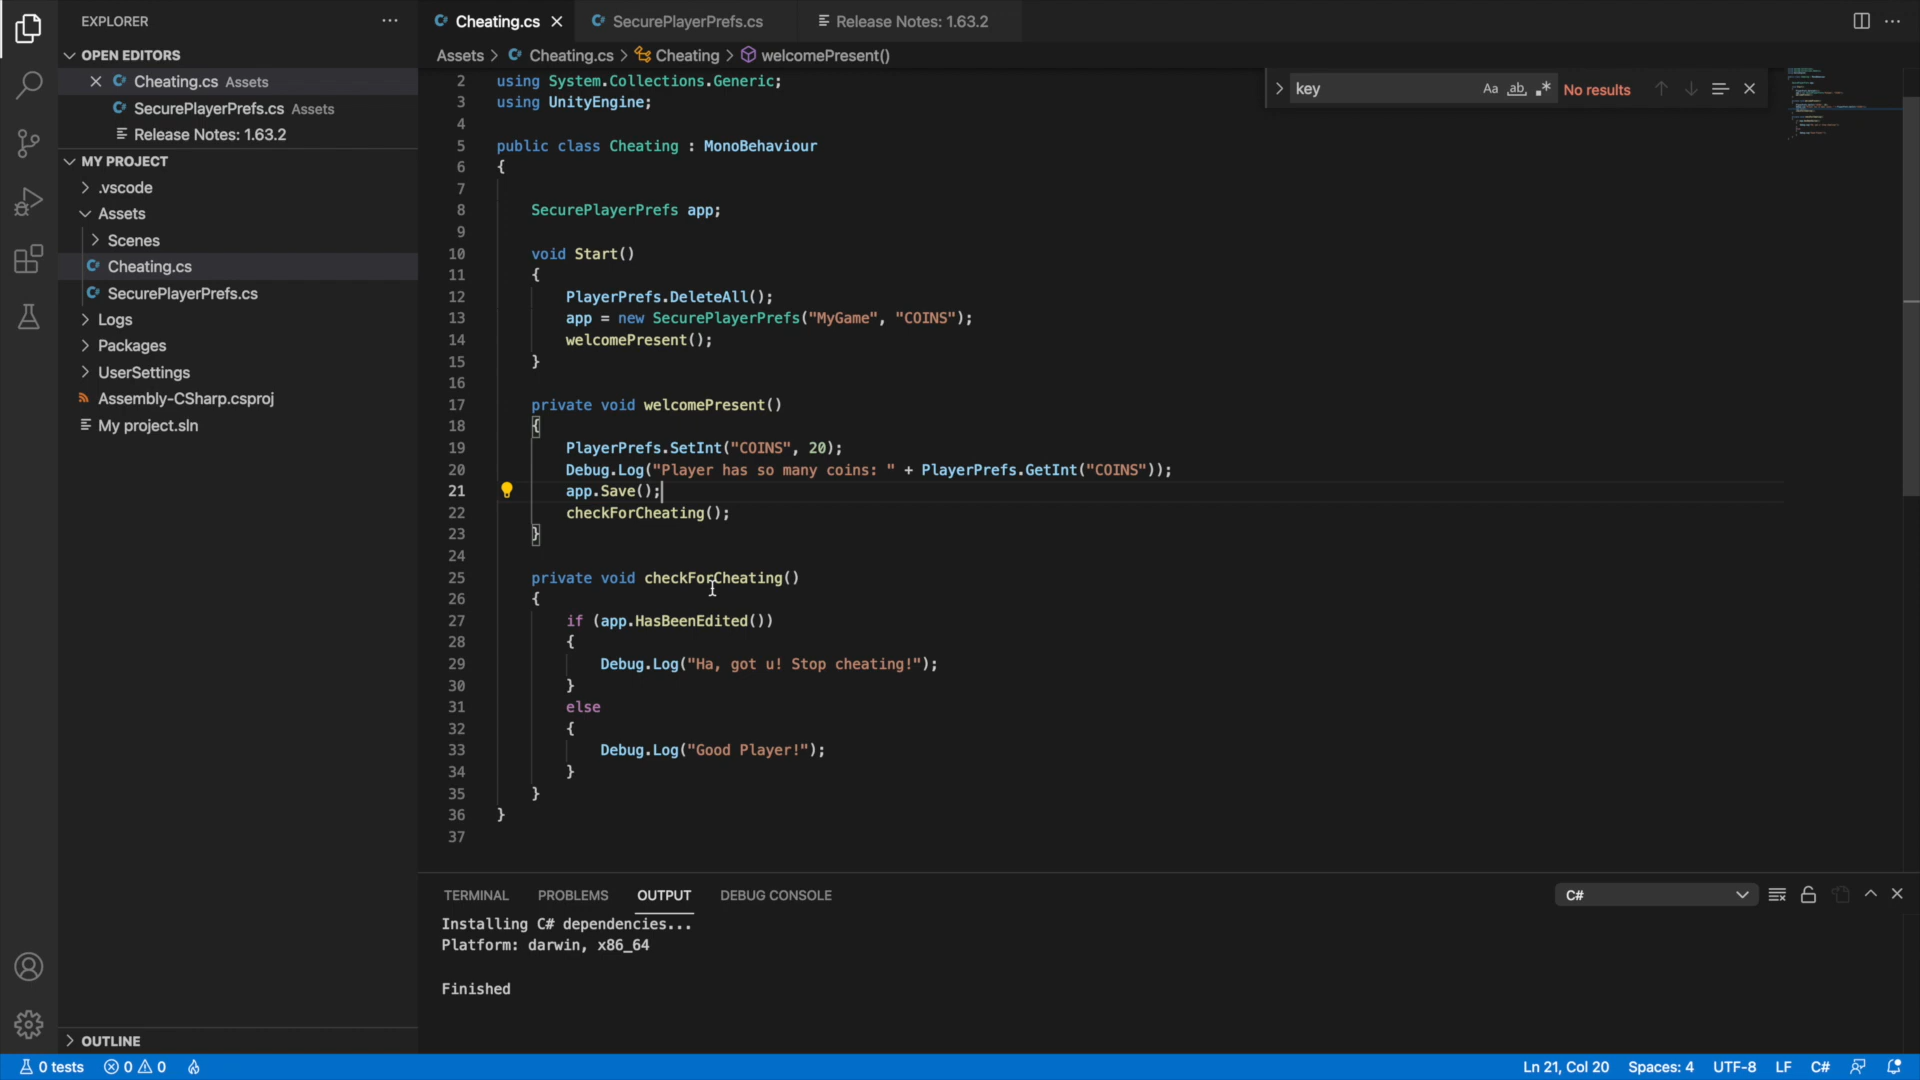 EXPLORER
OPEN EDITORS
Cheating.cs Assets
SecurePlayerPrefs.cs Assets
Release Notes: 1.63.2
MY PROJECT
.vscode
Assets
Scenes
Cheating.cs
SecurePlayerPrefs.cs
Logs
Packages
UserSettings
Assembly-CSharp.csproj
My project.sln
OUTLINE
Cheating.cs
SecurePlayerPrefs.cs
Release Notes: 1.63.2
Assets > Cheating.cs > Cheating > welcomePresent()
key
Aa ab .*
No results
2 using System.Collections.Generic;
3 using UnityEngine;
4
5 public class Cheating : MonoBehaviour
6 {
7
8 SecurePlayerPrefs app;
9
10 void Start()
11 {
12 PlayerPrefs.DeleteAll();
13 app = new SecurePlayerPrefs("MyGame", "COINS");
14 welcomePresent();
15 }
16
17 private void welcomePresent()
18 {
19 PlayerPrefs.SetInt("COINS", 20);
20 Debug.Log("Player has so many coins: " + PlayerPrefs.GetInt("COINS"));
21 app.Save();
22 checkForCheating();
23 }
24
25 private void checkForCheating()
26 {
27 if (app.HasBeenEdited())
28 {
29 Debug.Log("Ha, got u! Stop cheating!");
30 }
31 else
32 {
33 Debug.Log("Good Player!");
34 }
35 }
36 }
37
TERMINAL PROBLEMS OUTPUT DEBUG CONSOLE
C#
Installing C# dependencies...
Platform: darwin, x86_64
Finished
0 tests 0 0
Ln 21, Col 20 Spaces: 4 UTF-8 LF C#